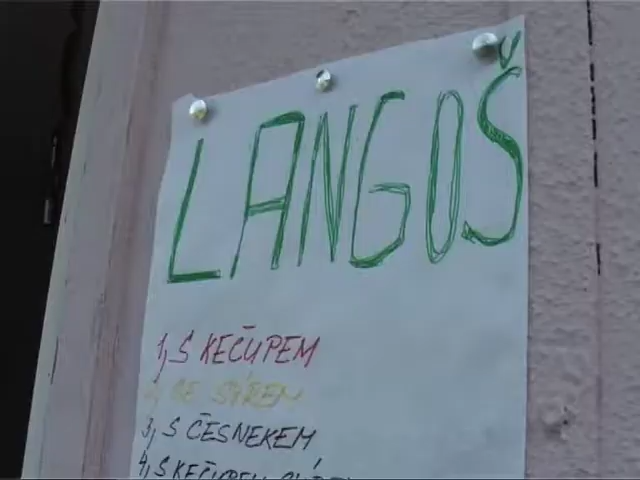 LANGOŠ
1, S KEČUPEM
2, SE SÝREM
3, S ČESNEKEM
4, S KEČUPEM